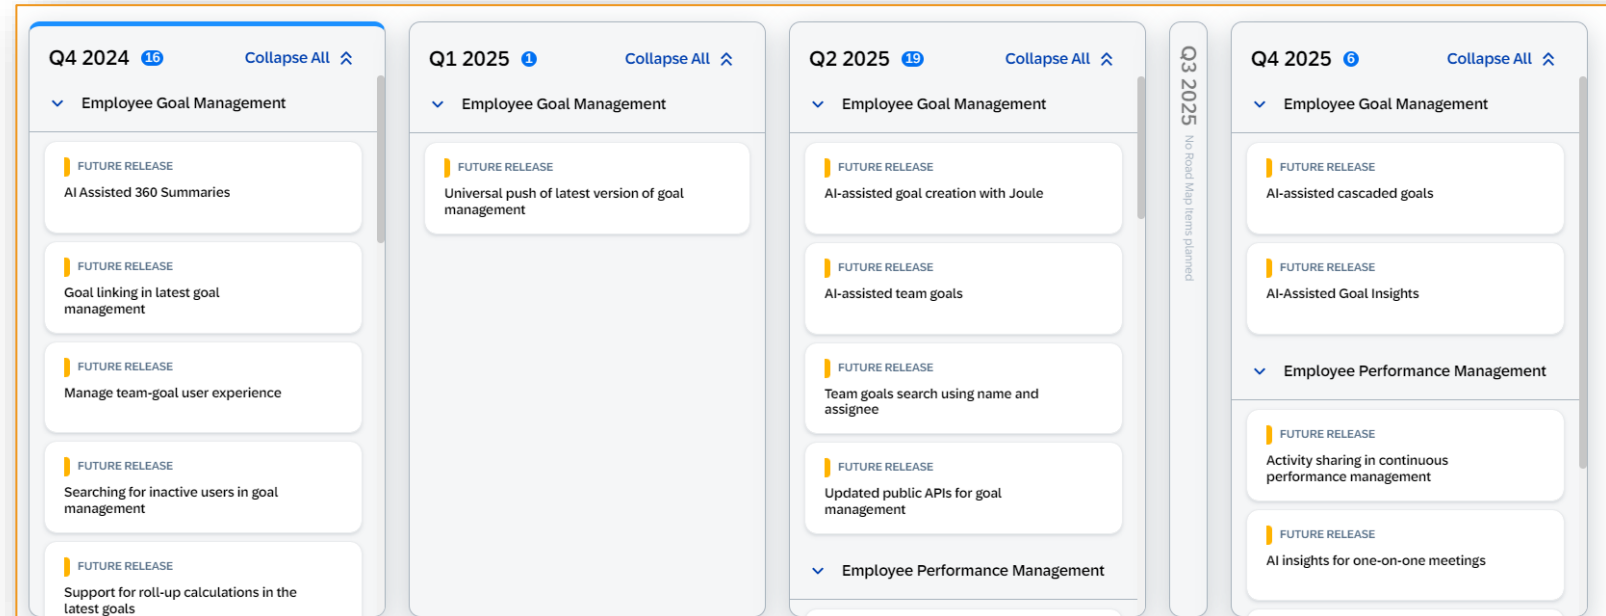 Q4 2024 16 Collapse All
Employee Goal Management
FUTURE RELEASE
AI Assisted 360 Summaries
FUTURE RELEASE
Goal linking in latest goal
management
FUTURE RELEASE
Manage team-goal user experience
FUTURE RELEASE
Searching for inactive users in goal
management
FUTURE RELEASE
Support for roll-up calculations in the
latest goals
Q1 2025 1 Collapse All
Employee Goal Management
FUTURE RELEASE
Universal push of latest version of goal
management
Q2 2025 19 Collapse All
Employee Goal Management
FUTURE RELEASE
AI-assisted goal creation with Joule
FUTURE RELEASE
AI-assisted team goals
FUTURE RELEASE
Team goals search using name and
assignee
FUTURE RELEASE
Updated public APIs for goal
management
Employee Performance Management
Q3 2025 No Road Map Items planned
Q4 2025 6 Collapse All
Employee Goal Management
FUTURE RELEASE
AI-assisted cascaded goals
FUTURE RELEASE
AI-Assisted Goal Insights
Employee Performance Management
FUTURE RELEASE
Activity sharing in continuous
performance management
FUTURE RELEASE
AI insights for one-on-one meetings